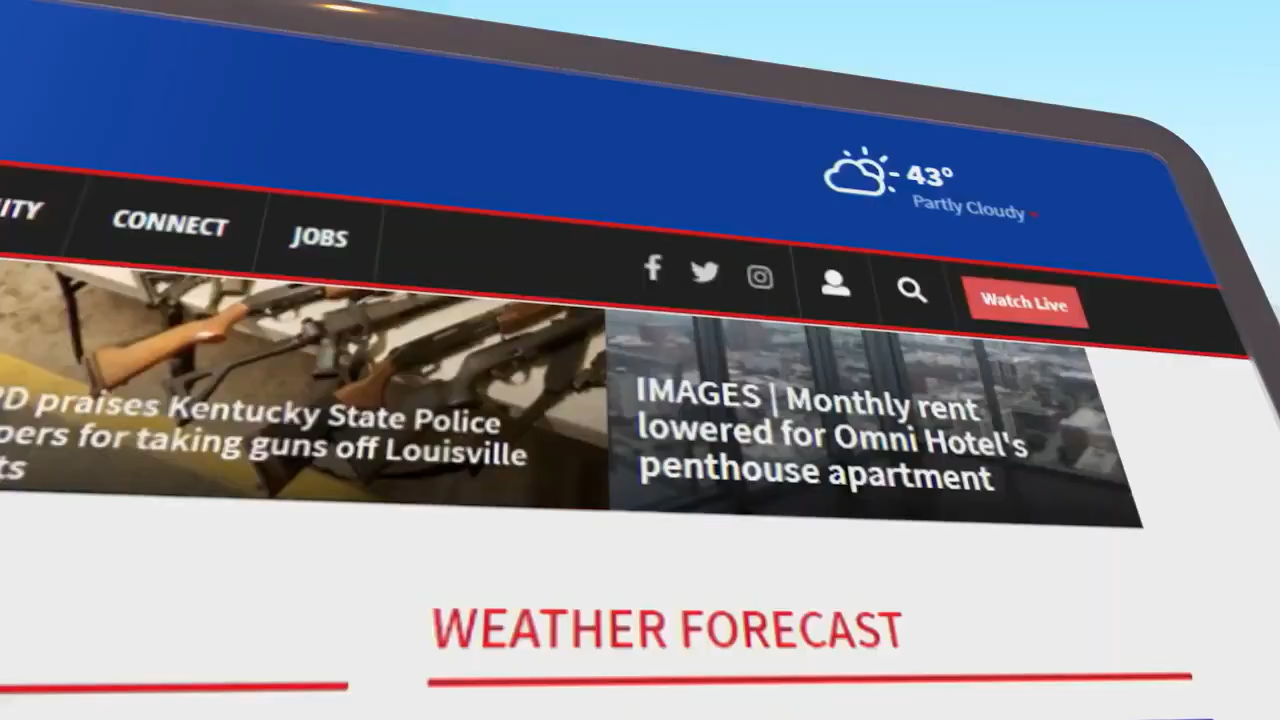 43°
Partly Cloudy
CONNECT
JOBS
Watch Live
praises Kentucky State Police
for taking guns off Louisville
IMAGES | Monthly rent
lowered for Omni Hotel's
penthouse apartment
WEATHER FORECAST